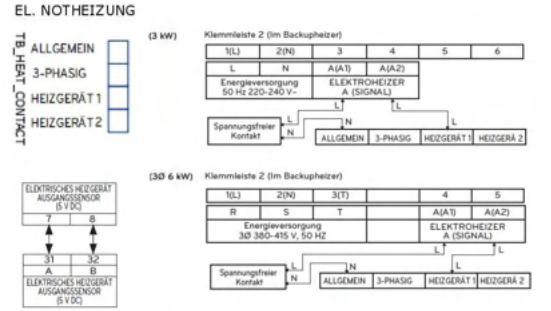 EL. NOTHEIZUNG
TB_HEAT_CONTACT
ALLGEMEIN
3-PHASIG
HEIZGERÄT 1
HEIZGERÄT 2
(3 kW) Klemmleiste 2 (Im Backupheizer)
1(L) 2(N) 3 4 5 6
L N A(A1) A(A2)
Energieversorgung
50 Hz 220-240 V~
ELEKTROHEIZER
A (SIGNAL)
L L
L N
N L
Spannungsfreier
Kontakt
ALLGEMEIN 3-PHASIG HEIZGERÄT 1 HEIZGERÄ 2
ELEKTRISCHES HEIZGERÄT
AUSGANGSSENSOR
(5 V DC)
7 8
31 32
A B
ELEKTRISCHES HEIZGERÄT
AUSGANGSSENSOR
(5 V DC)
(3Ø 6 kW) Klemmleiste 2 (Im Backupheizer)
1(L) 2(N) 3(T) 4 5
R S T A(A1) A(A2)
Energieversorgung
3Ø 380-415 V, 50 HZ
ELEKTROHEIZER
A (SIGNAL)
L L
L N
N L
Spannungsfreier
Kontakt
ALLGEMEIN 3-PHASIG HEIZGERÄT 1 HEIZGERÄ 2